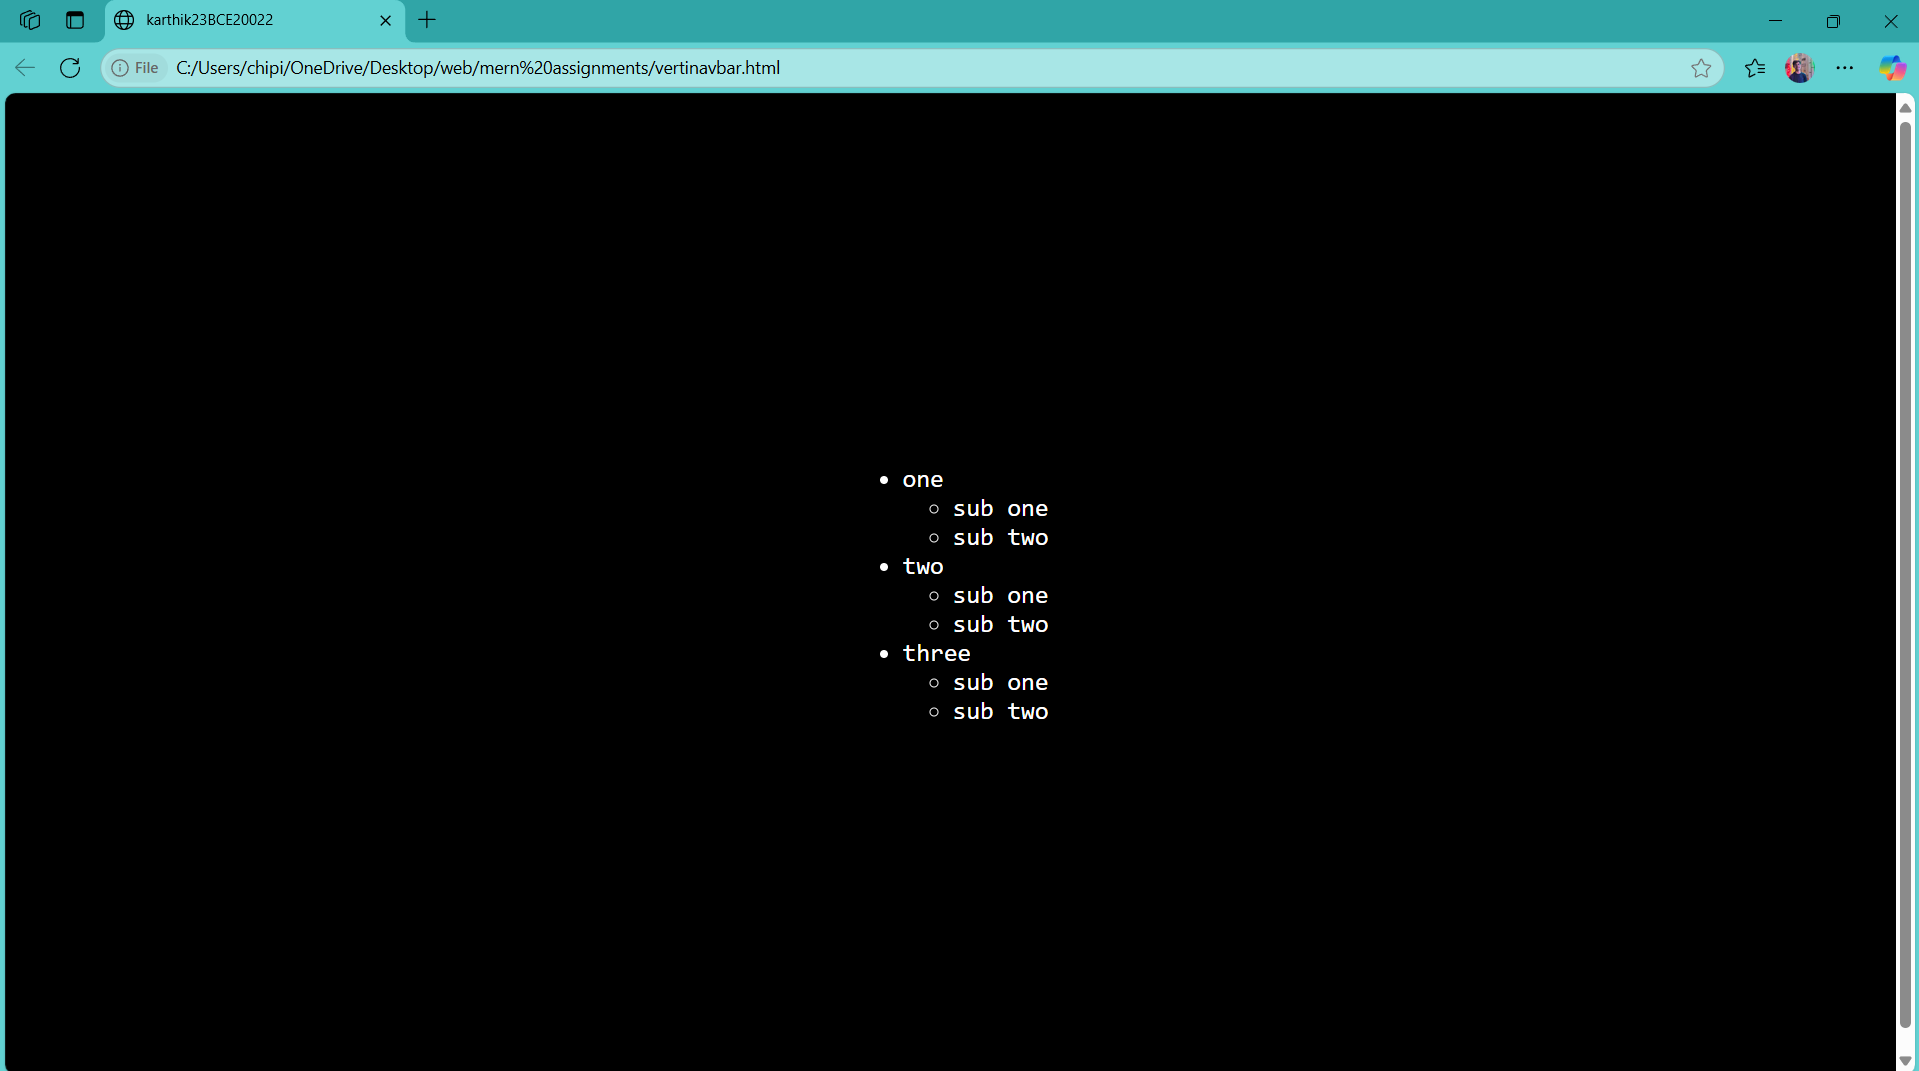 karthik23BCE20022
File C:/Users/chipi/OneDrive/Desktop/web/mern%20assignments/vertinavbar.html
one
sub one
sub two
two
sub one
sub two
three
sub one
sub two